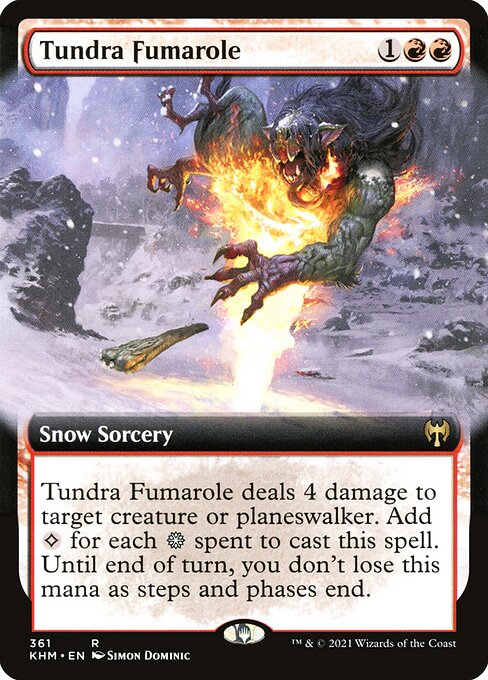 Tundra Fumarole 1
Snow Sorcery
Tundra Fumarole deals 4 damage to
target creature or planeswalker. Add
for each spent to cast this spell.
Until end of turn, you don't lose this
mana as steps and phases end.
361 R
KHM • EN Simon Dominic
™ & © 2021 Wizards of the Coast